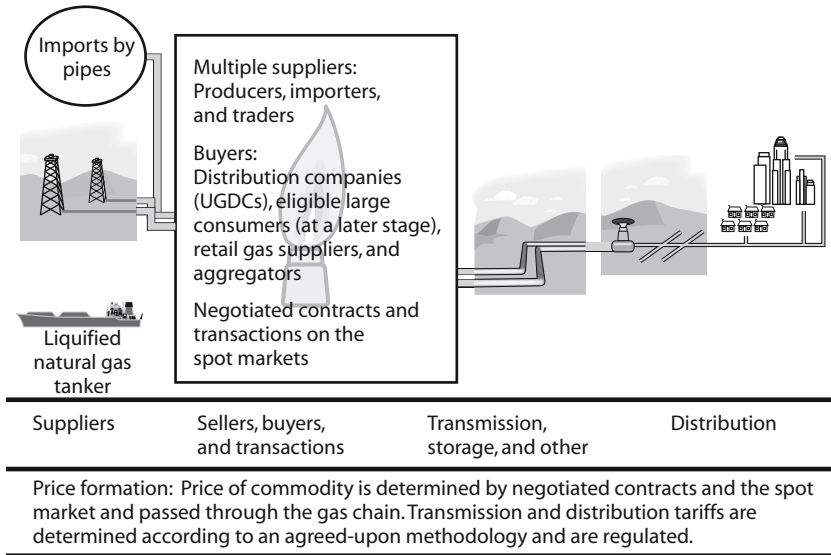 Imports by
pipes
Multiple suppliers:
Producers, importers,
and traders
Buyers:
Distribution companies
(UGDCs), eligible large
consumers (at a later stage),
retail gas suppliers, and
aggregators
Negotiated contracts and
transactions on the
spot markets
Liquified
natural gas
tanker
Suppliers
Sellers, buyers,
and transactions
Transmission,
storage, and other
Distribution
Price formation: Price of commodity is determined by negotiated contracts and the spot
market and passed through the gas chain. Transmission and distribution tariffs are
determined according to an agreed-upon methodology and are regulated.